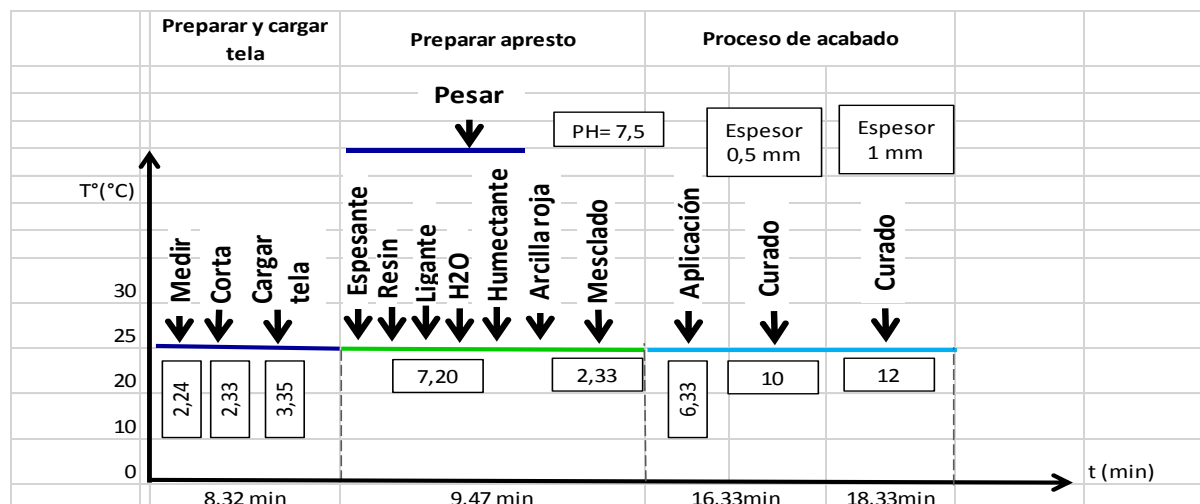 Preparar y cargar
tela
Preparar apresto
Proceso de acabado
Pesar
PH= 7,5
Espesor
0,5 mm
Espesor
1 mm
T°(°C)
Medir
Corta
Cargar
tela
Espesante
Resin
Ligante
H2O
Humectante
Arcilla roja
Mesclado
Aplicación
Curado
Curado
30
25
20
10
0
2,24
2,33
3,35
7,20
2,33
6,33
10
12
t (min)
8.32 min
9.47 min
16.33min
18.33min